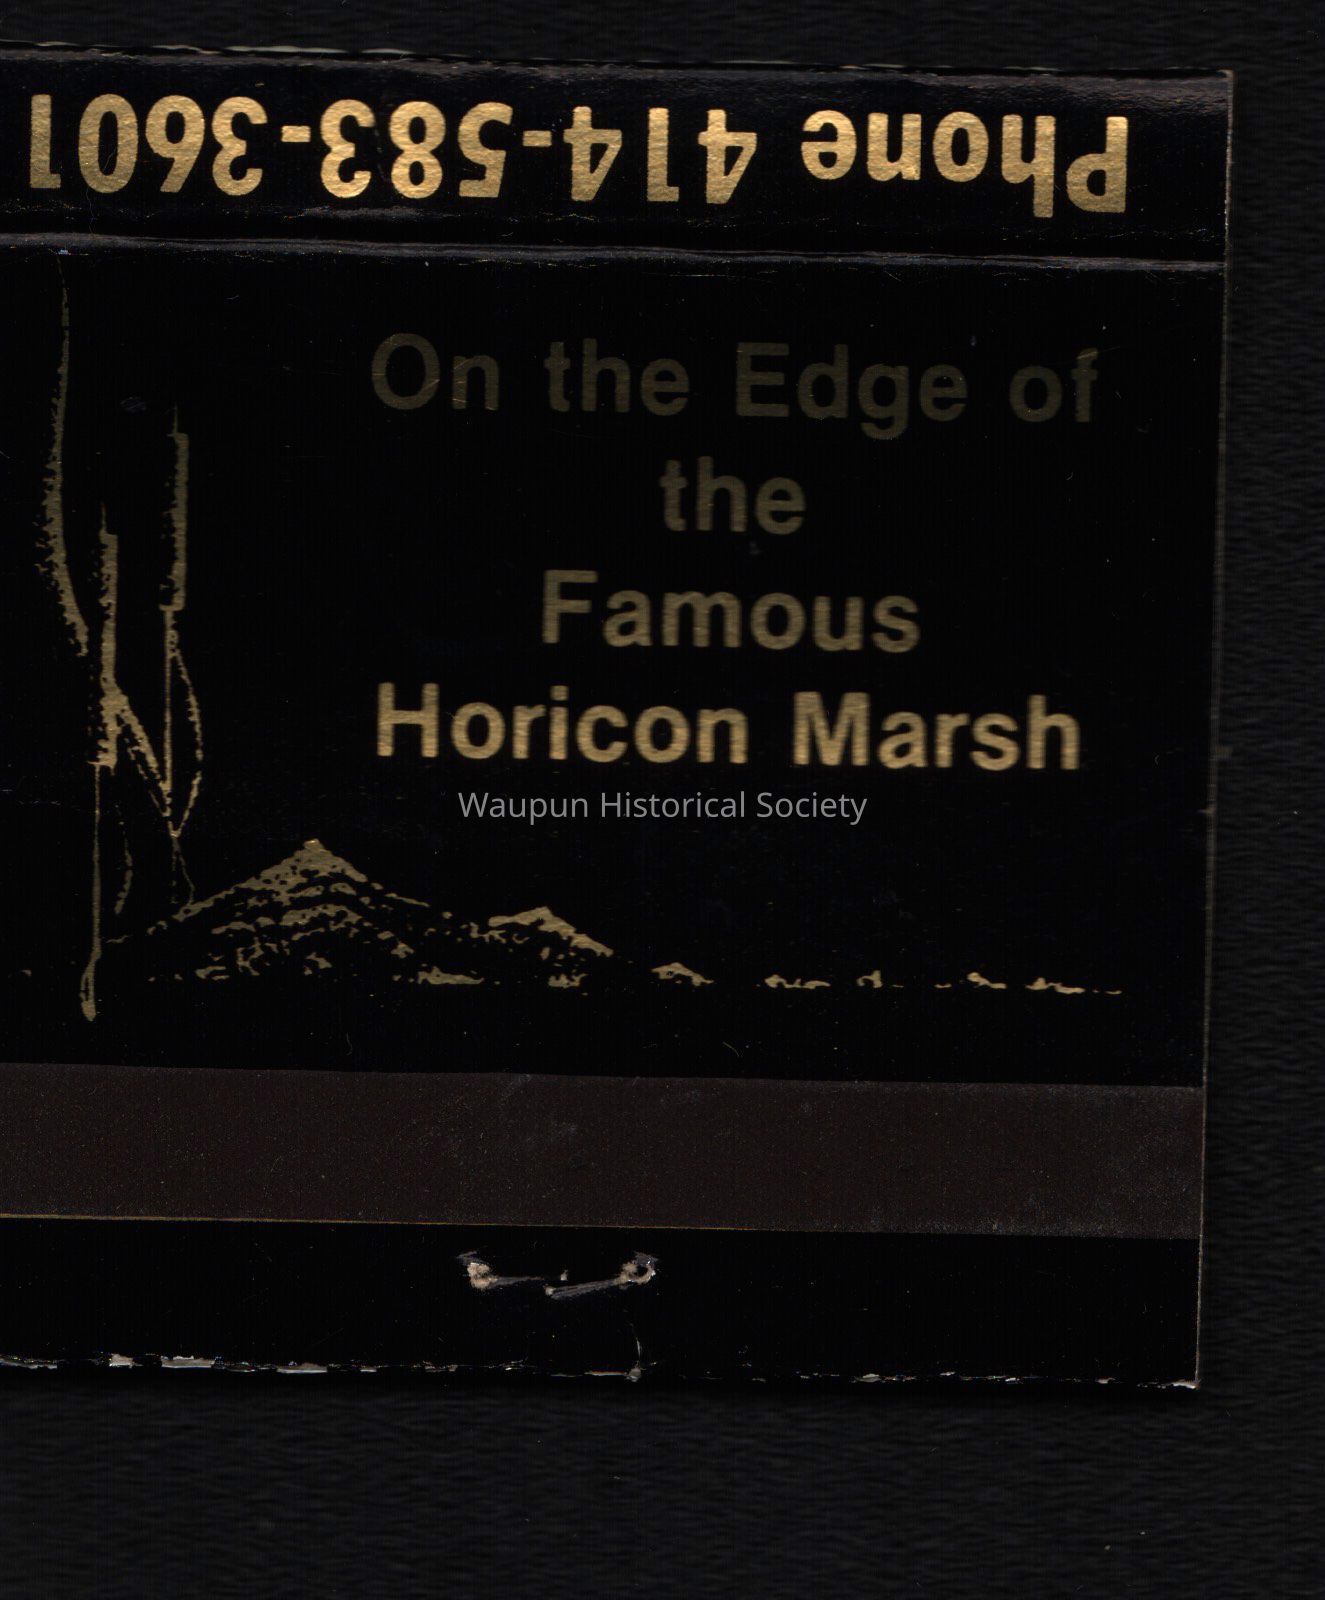 Phone 414-583-3601
On the Edge of
the
Famous
Horicon Marsh
Waupun Historical Society